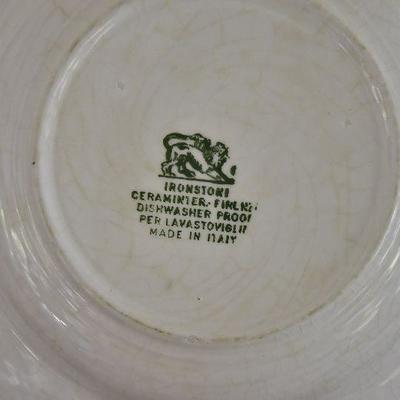 IRONSTONE
CERAMINTER - FIRENZE
DISHWASHER PROOF
PER LAVASTOVIGLIE
MADE IN ITALY